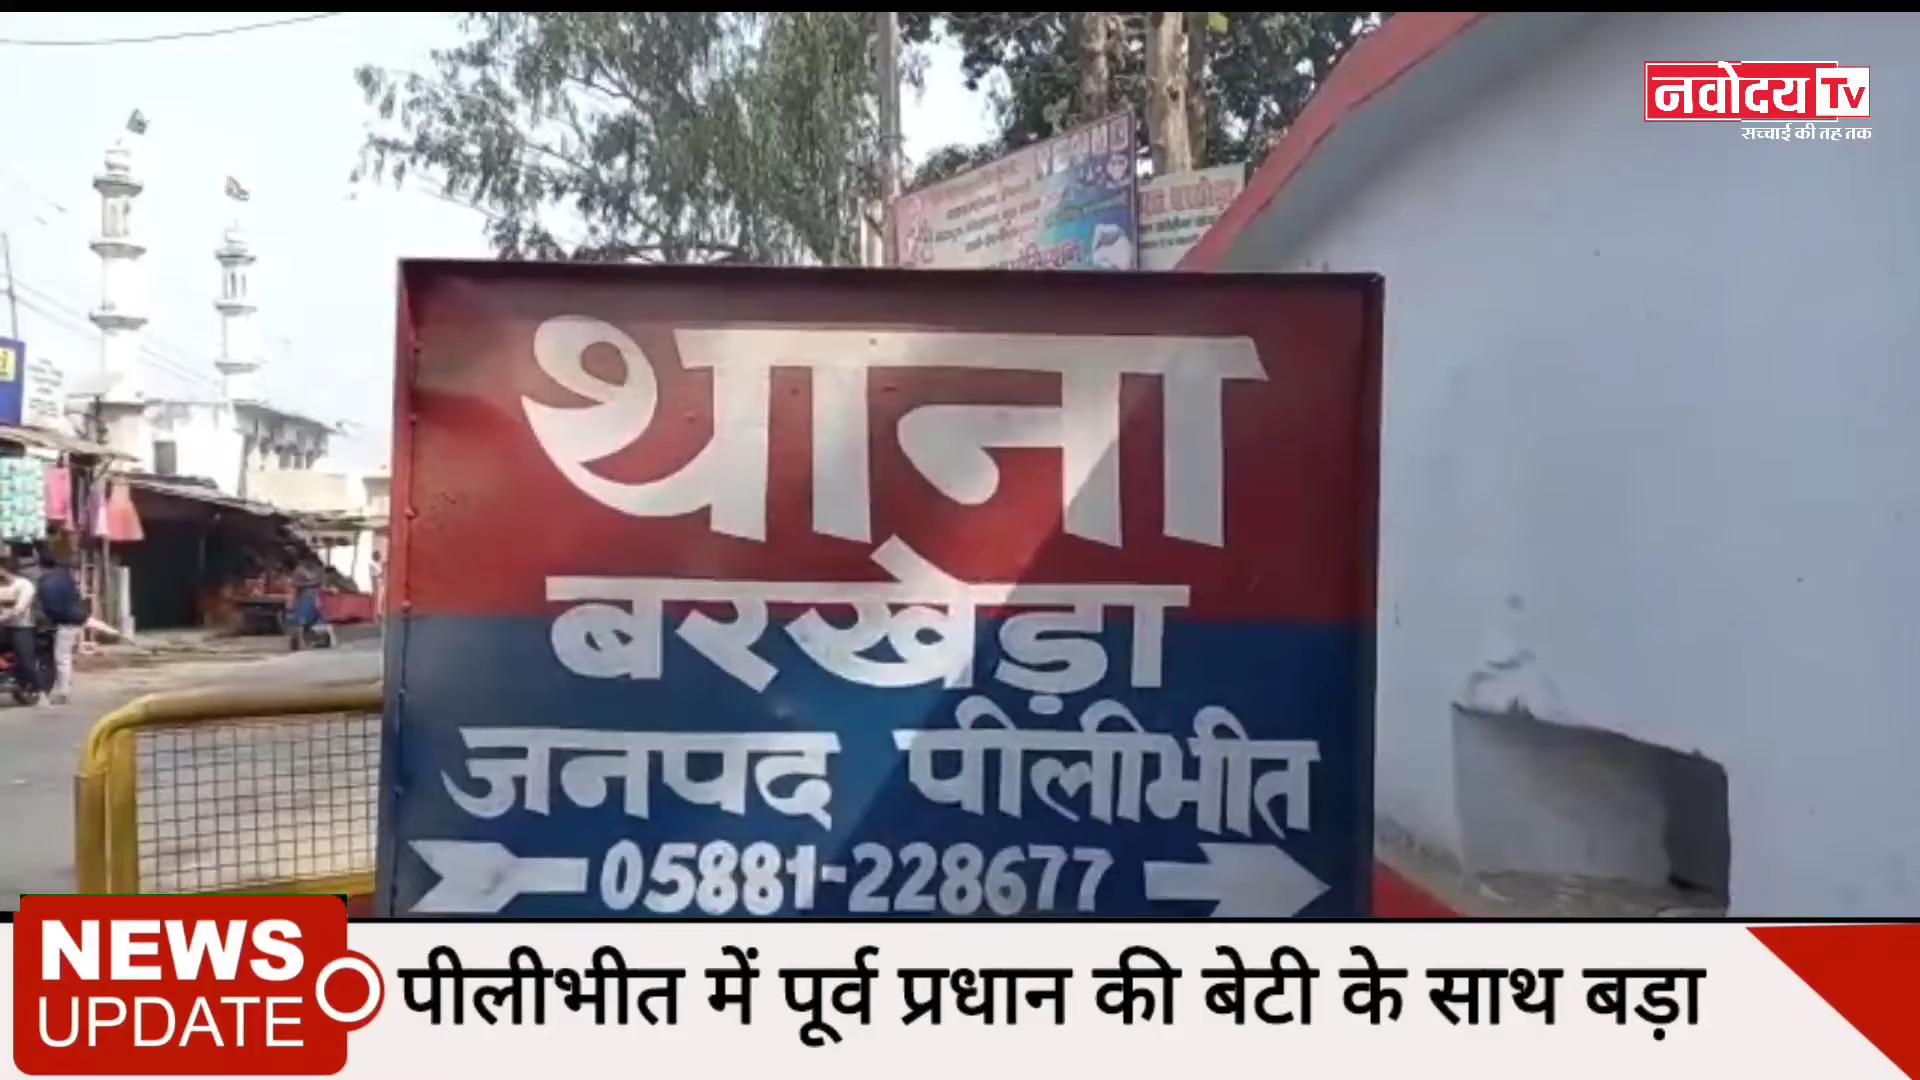 नवोदय Tv
सच्चाई की तह तक
थाना
बरखेड़ा
जनपद पीलीभीत
05881-228677
NEWS
UPDATE
पीलीभीत में पूर्व प्रधान की बेटी के साथ बड़ा